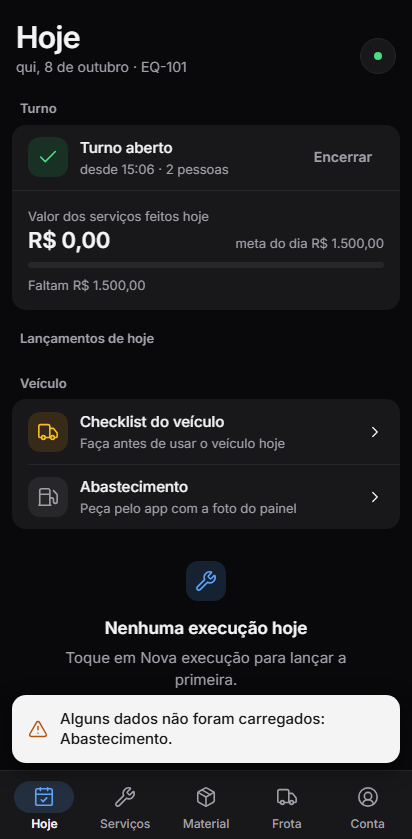 Hoje
qui, 8 de outubro · EQ-101
Turno
Turno aberto
desde 15:06 · 2 pessoas
Encerrar
Valor dos serviços feitos hoje
R$ 0,00
meta do dia R$ 1.500,00
Faltam R$ 1.500,00
Lançamentos de hoje
Veículo
Checklist do veículo
Faça antes de usar o veículo hoje
Abastecimento
Peça pelo app com a foto do painel
Nenhuma execução hoje
Toque em Nova execução para lançar a
primeira.
Alguns dados não foram carregados:
Abastecimento.
Hoje
Serviços
Material
Frota
Conta